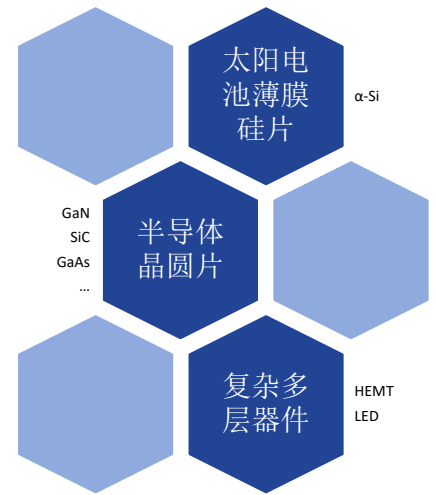 太阳电
池薄膜
硅片
α-Si
GaN
SiC
GaAs
…
半导体
晶圆片
复杂多
层器件
HEMT
LED